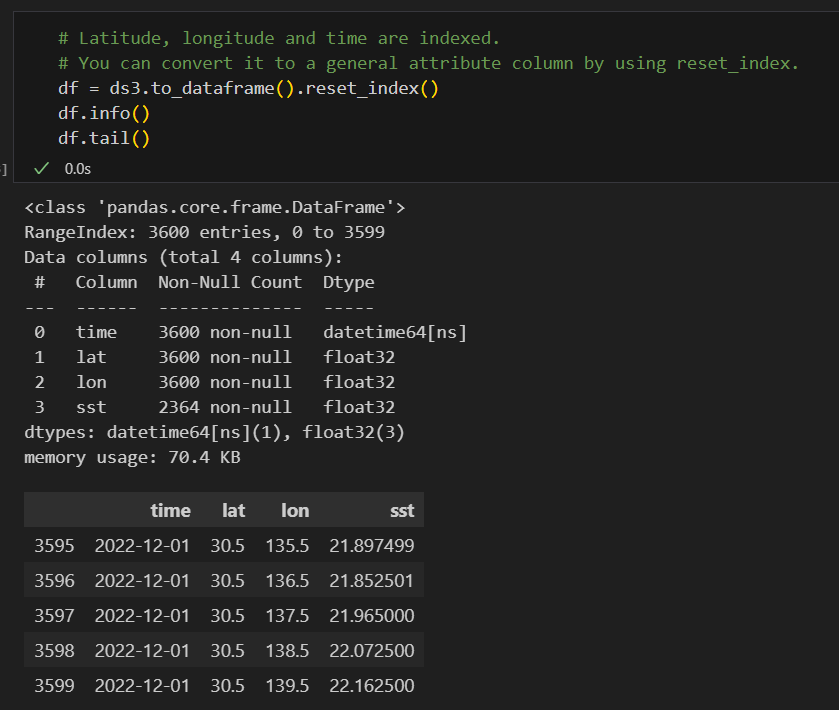 # Latitude, longitude and time are indexed.
# You can convert it to a general attribute column by using reset_index.
df = ds3.to_dataframe().reset_index()
df.info()
df.tail()
] ✓ 0.0s
<class 'pandas.core.frame.DataFrame'>
RangeIndex: 3600 entries, 0 to 3599
Data columns (total 4 columns):
 #   Column  Non-Null Count  Dtype
---  ------  --------------  -----
 0   time    3600 non-null   datetime64[ns]
 1   lat     3600 non-null   float32
 2   lon     3600 non-null   float32
 3   sst     2364 non-null   float32
dtypes: datetime64[ns](1), float32(3)
memory usage: 70.4 KB
time lat lon sst
3595 2022-12-01 30.5 135.5 21.897499
3596 2022-12-01 30.5 136.5 21.852501
3597 2022-12-01 30.5 137.5 21.965000
3598 2022-12-01 30.5 138.5 22.072500
3599 2022-12-01 30.5 139.5 22.162500